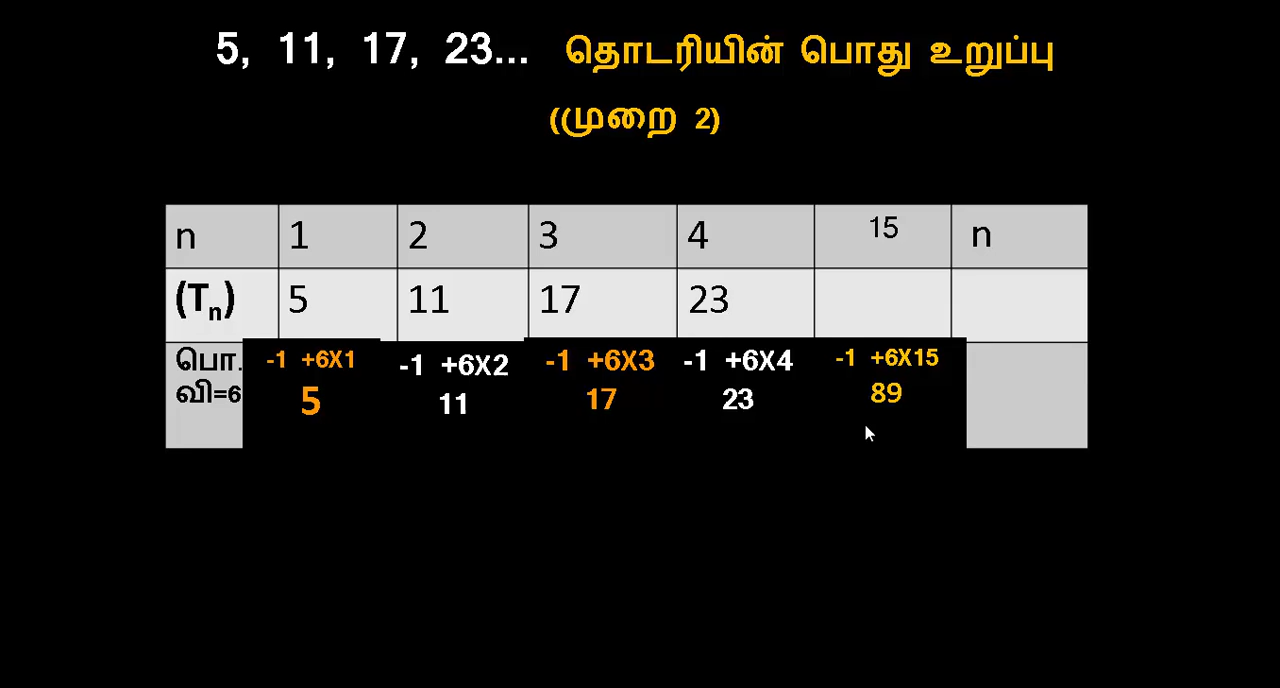 5, 11, 17, 23... தொடரியின் பொது உறுப்பு
(முறை 2)
n 1 2 3 4 15 n
(Tn) 5 11 17 23
பொ. -1 +6X1 -1 +6X2 -1 +6X3 -1 +6X4 -1 +6X15
வி=6 5 11 17 23 89